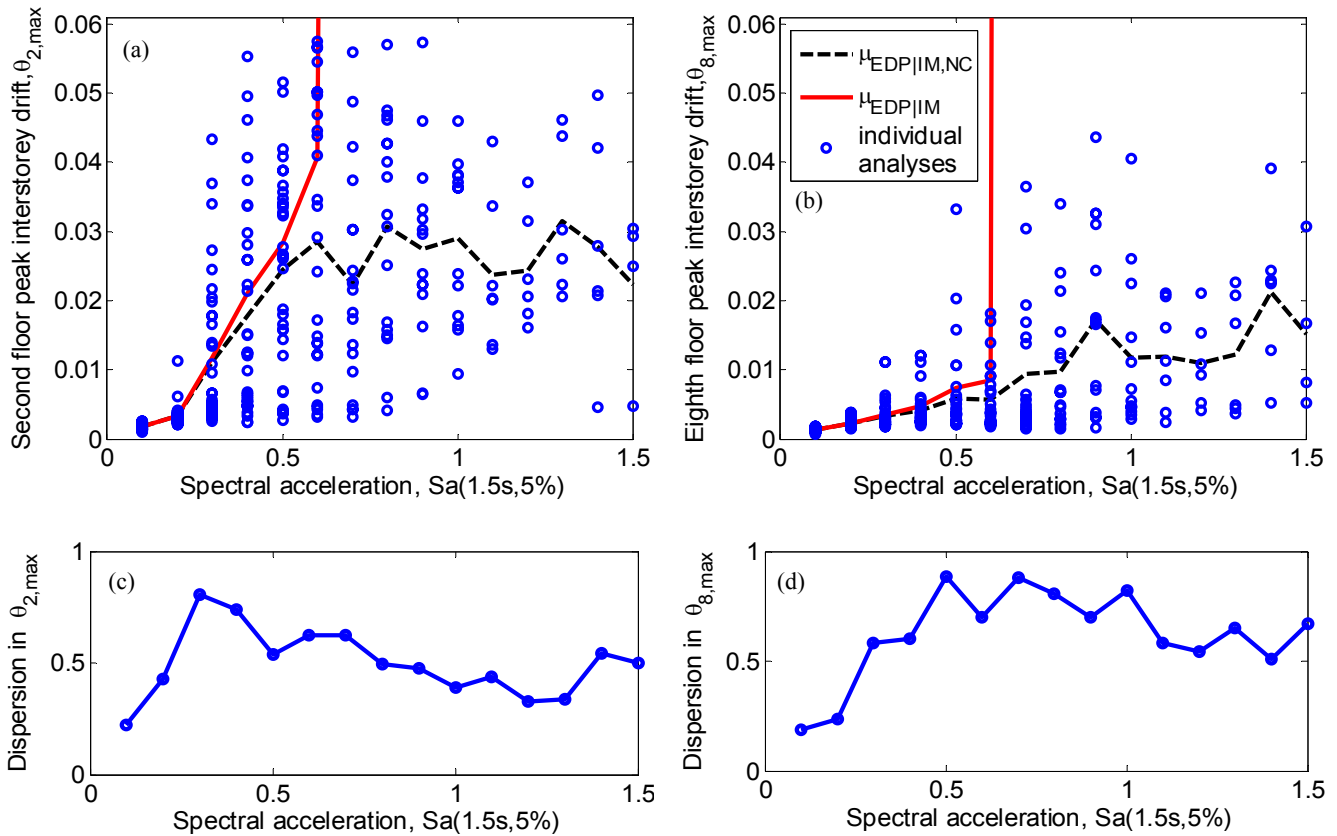 (a)
Second floor peak interstorey drift,θ2,max
0.06
0.05
0.04
0.03
0.02
0.01
0
0 0.5 1 1.5
Spectral acceleration, Sa(1.5s,5%)
(b)
Eighth floor peak interstorey drift,θ8,max
μEDP|IM,NC
μEDP|IM
individual
analyses
0.06
0.05
0.04
0.03
0.02
0.01
0
0 0.5 1 1.5
Spectral acceleration, Sa(1.5s,5%)
(c)
Dispersion in θ2,max
1
0.5
0
0 0.5 1 1.5
Spectral acceleration, Sa(1.5s,5%)
(d)
Dispersion in θ8,max
1
0.5
0
0 0.5 1 1.5
Spectral acceleration, Sa(1.5s,5%)